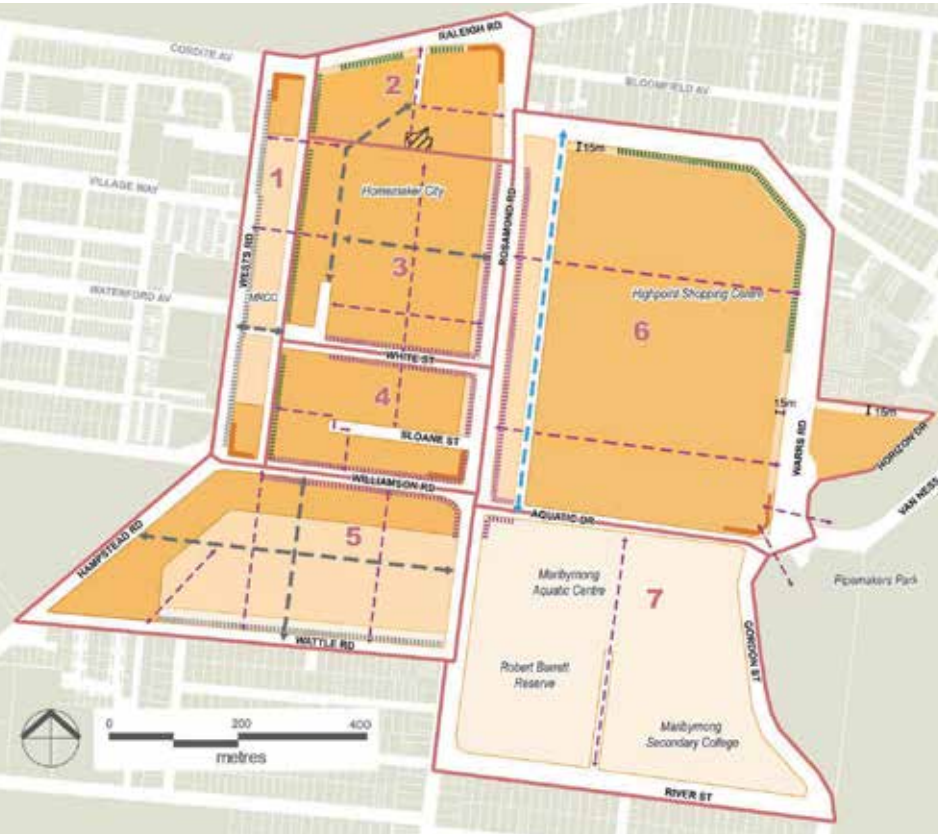 RALEIGH RD
CORDITE AV
2
BLOOMFIELD AV
15m
1
VILLAGE WAY
Homemaker City
ROSAMOND RD
WESTS RD
3
WATERFORD AV
MRCC
Highpoint Shopping Centre
6
WHITE ST
4
15m
15m
SLOANE ST
WARRS RD
HORIZON DR
WILLIAMSON RD
VAN NESS
AQUATIC DR
HAMPSTEAD RD
5
Maribyrnong
Aquatic Centre
7
Pipemakers Park
WATTLE RD
GORDON ST
Robert Barrett
Reserve
0 200 400
metres
Maribyrnong
Secondary College
RIVER ST